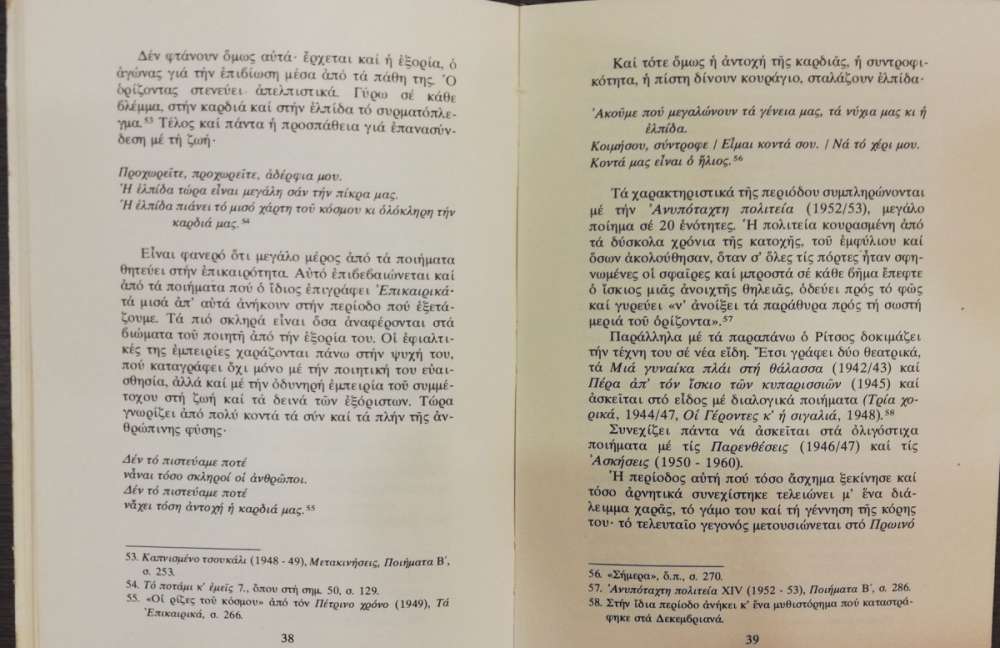 Δέν φτάνουν ὅμως αὐτά· ἔρχεται καί ἡ ἐξορία, ὁ
ἀγώνας γιά τήν ἐπιβίωση μέσα ἀπό τά πάθη της. Ὁ
ὁρίζοντας στενεύει ἀπελπιστικά. Γύρω σέ κάθε
βλέμμα, στήν καρδιά καί στήν ἐλπίδα τό συρματόπλε-
γμα.⁵³ Τέλος καί πάντα ἡ προσπάθεια γιά ἐπανασύν-
δεση μέ τή ζωή·
Προχωρεῖτε, προχωρεῖτε, ἀδέρφια μου.
Ἡ ἐλπίδα τώρα εἶναι μεγάλη σάν τήν πίκρα μας.
Ἡ ἐλπίδα πιάνει τό μισό χάρτη τοῦ κόσμου κι ὁλόκληρη τήν
καρδιά μας.⁵⁴
Εἶναι φανερό ὅτι μεγάλο μέρος ἀπό τά ποιήματα
θητεύει στήν ἐπικαιρότητα. Αὐτό ἐπιβεβαιώνεται καί
ἀπό τά ποιήματα πού ὁ ἴδιος ἐπιγράφει Ἐπικαιρικά·
τά μισά ἀπ' αὐτά ἀνήκουν στήν περίοδο πού ἐξετά-
ζουμε. Τά πιό σκληρά εἶναι ὅσα ἀναφέρονται στά
βιώματα τοῦ ποιητῆ ἀπό τήν ἐξορία του. Οἱ ἐφιαλτι-
κές της ἐμπειρίες χαράζονται πάνω στήν ψυχή του,
πού καταγράφει ὄχι μόνο μέ τήν ποιητική του εὐαι-
σθησία, ἀλλά καί μέ τήν ὀδυνηρή ἐμπειρία τοῦ συμμέ-
τοχου στή ζωή καί τά δεινά τῶν ἐξόριστων. Τώρα
γνωρίζει ἀπό πολύ κοντά τά σύν καί τά πλήν τῆς ἀν-
θρώπινης φύσης·
Δέν τό πιστεύαμε ποτέ
νἆναι τόσο σκληροί οἱ ἀνθρῶποι.
Δέν τό πιστεύαμε ποτέ
νἄχει τόση ἀντοχή ἡ καρδιά μας.⁵⁵
53. Καπνισμένο τσουκάλι (1948 - 49), Μετακινήσεις, Ποιήματα Β΄,
σ. 253.
54. Τό ποτάμι κ' ἐμεῖς 7., ὅπου στή σημ. 50, σ. 129.
55. «Οἱ ρίζες τοῦ κόσμου» ἀπό τόν Πέτρινο χρόνο (1949), Τά
Ἐπικαιρικά, σ. 266.
38
Καί τότε ὅμως ἡ ἀντοχή τῆς καρδιᾶς, ἡ συντροφι-
κότητα, ἡ πίστη δίνουν κουράγιο, σταλάζουν ἐλπίδα·
Ἀκοῦμε πού μεγαλώνουν τά γένεια μας, τά νύχια μας κι ἡ
ἐλπίδα.
Κοιμήσου, σύντροφε / Εἶμαι κοντά σου. / Νά τό χέρι μου.
Κοντά μας εἶναι ὁ ἥλιος.⁵⁶
Τά χαρακτηριστικά τῆς περιόδου συμπληρώνονται
μέ τήν Ἀνυπόταχτη πολιτεία (1952/53), μεγάλο
ποίημα σέ 20 ἑνότητες. Ἡ πολιτεία κουρασμένη ἀπό
τά δύσκολα χρόνια τῆς κατοχῆς, τοῦ ἐμφύλιου καί
ὅσων ἀκολούθησαν, ὅταν σ' ὅλες τίς πόρτες ἦταν σφη-
νωμένες οἱ σφαῖρες καί μπροστά σέ κάθε βῆμα ἔπεφτε
ὁ ἴσκιος μιᾶς ἀνοιχτῆς θηλειᾶς, ὁδεύει πρός τό φῶς
καί γυρεύει «ν' ἀνοίξει τά παράθυρα πρός τή σωστή
μεριά τοῦ ὁρίζοντα».⁵⁷
Παράλληλα μέ τά παραπάνω ὁ Ρίτσος δοκιμάζει
τήν τέχνη του σέ νέα εἴδη. Ἔτσι γράφει δύο θεατρικά,
τά Μιά γυναίκα πλάι στή θάλασσα (1942/43) καί
Πέρα ἀπ' τόν ἴσκιο τῶν κυπαρισσιῶν (1945) καί
ἀσκεῖται στό εἶδος μέ διαλογικά ποιήματα (Τρία χο-
ρικά, 1944/47, Οἱ Γέροντες κ' ἡ σιγαλιά, 1948).⁵⁸
Συνεχίζει πάντα νά ἀσκεῖται στά ὀλιγόστιχα
ποιήματα μέ τίς Παρενθέσεις (1946/47) καί τίς
Ἀσκήσεις (1950 - 1960).
Ἡ περίοδος αὐτή πού τόσο ἄσχημα ξεκίνησε καί
τόσο ἀρνητικά συνεχίστηκε τελειώνει μ' ἕνα διά-
λειμμα χαρᾶς, τό γάμο του καί τή γέννηση τῆς κόρης
του· τό τελευταῖο γεγονός μετουσιώνεται στό Πρωινό
56. «Σήμερα», ὅ.π., σ. 270.
57. Ἀνυπόταχτη πολιτεία XIV (1952 - 53), Ποιήματα Β΄, σ. 286.
58. Στήν ἴδια περίοδο ἀνήκει κ' ἕνα μυθιστόρημα πού καταστρά-
φηκε στά Δεκεμβριανά.
39